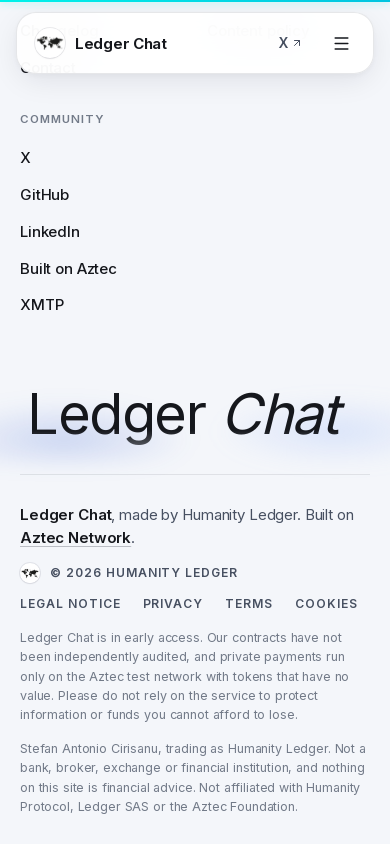 Ledger Chat
X
Contact
COMMUNITY
X
GitHub
LinkedIn
Built on Aztec
XMTP
Ledger Chat
Ledger Chat, made by Humanity Ledger. Built on
Aztec Network.
© 2026 HUMANITY LEDGER
LEGAL NOTICE PRIVACY TERMS COOKIES
Ledger Chat is in early access. Our contracts have not
been independently audited, and private payments run
only on the Aztec test network with tokens that have no
value. Please do not rely on the service to protect
information or funds you cannot afford to lose.
Stefan Antonio Cirisanu, trading as Humanity Ledger. Not a
bank, broker, exchange or financial institution, and nothing
on this site is financial advice. Not affiliated with Humanity
Protocol, Ledger SAS or the Aztec Foundation.